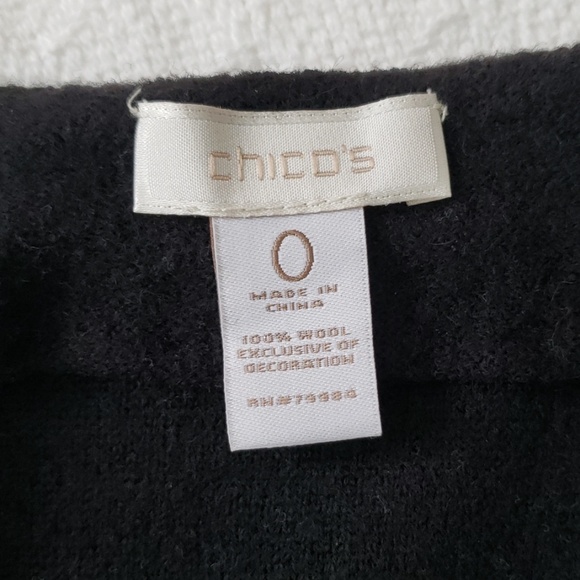 chico's
0
MADE IN
CHINA
100% WOOL
EXCLUSIVE OF
DECORATION
RN#79984